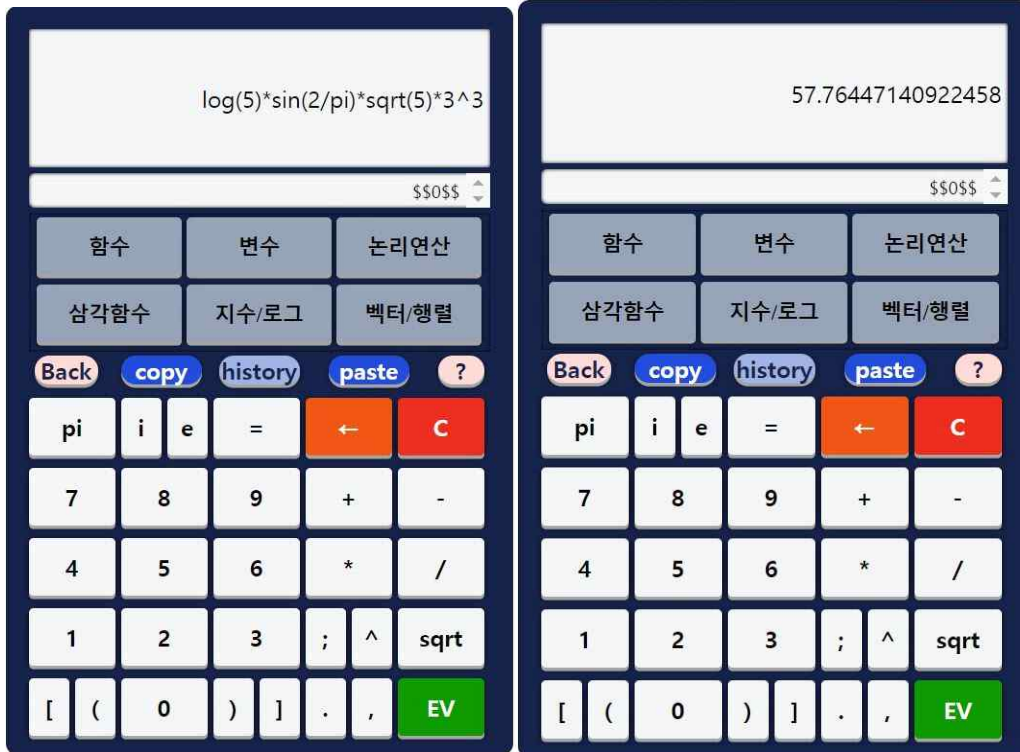 log(5)*sin(2/pi)*sqrt(5)*3^3
$$0$$
함수 변수 논리연산
삼각함수 지수/로그 벡터/행렬
Back copy history paste ?
pi i e = ← C
7 8 9 + -
4 5 6 * /
1 2 3 ; ^ sqrt
[ ( 0 ) ] . , EV
57.76447140922458
$$0$$
함수 변수 논리연산
삼각함수 지수/로그 벡터/행렬
Back copy history paste ?
pi i e = ← C
7 8 9 + -
4 5 6 * /
1 2 3 ; ^ sqrt
[ ( 0 ) ] . , EV